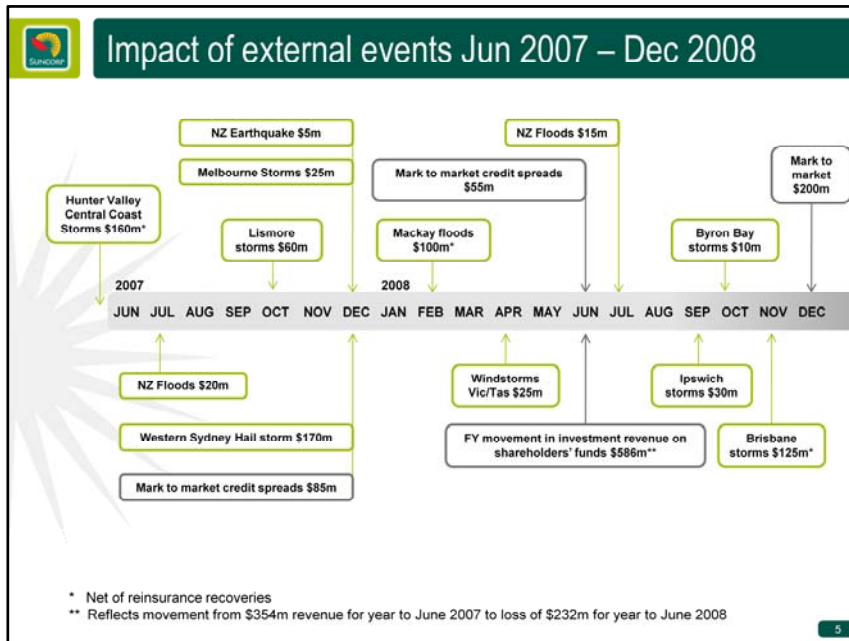 SUNCORP
Impact of external events Jun 2007 – Dec 2008
NZ Earthquake $5m
NZ Floods $15m
Melbourne Storms $25m
Mark to market credit spreads
$55m
Mark to
market
$200m
Hunter Valley
Central Coast
Storms $160m*
Lismore
storms $60m
Mackay floods
$100m*
Byron Bay
storms $10m
2007
2008
JUN JUL AUG SEP OCT NOV DEC JAN FEB MAR APR MAY JUN JUL AUG SEP OCT NOV DEC
NZ Floods $20m
Windstorms
Vic/Tas $25m
Ipswich
storms $30m
Western Sydney Hail storm $170m
FY movement in investment revenue on
shareholders' funds $586m**
Brisbane
storms $125m*
Mark to market credit spreads $85m
* Net of reinsurance recoveries
** Reflects movement from $354m revenue for year to June 2007 to loss of $232m for year to June 2008
5